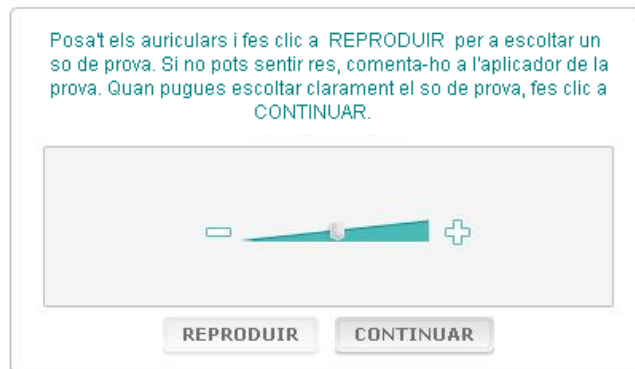 Posa't els auriculars i fes clic a REPRODUIR per a escoltar un
so de prova. Si no pots sentir res, comenta-ho a l'aplicador de la
prova. Quan pugues escoltar clarament el so de prova, fes clic a
CONTINUAR.
REPRODUIR CONTINUAR